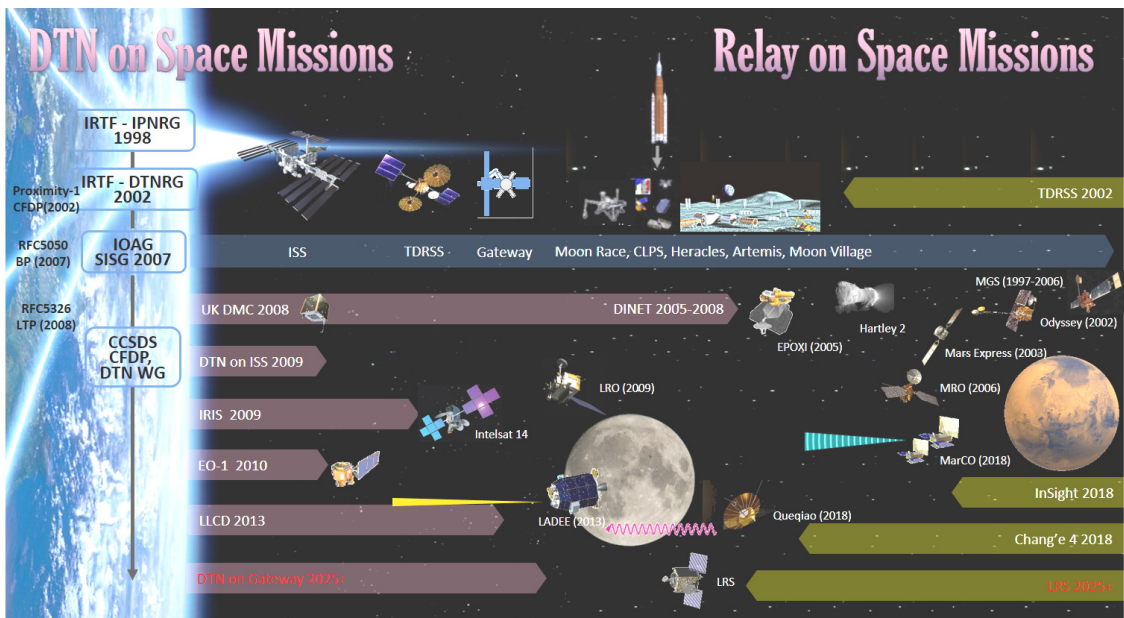 DTN on Space Missions
Relay on Space Missions
IRTF - IPNRG
1998
IRTF - DTNRG
2002
Proximity-1
CFDP(2002)
TDRSS 2002
RFC5050
BP (2007)
IOAG
SISG 2007
ISS
TDRSS
Gateway
Moon Race, CLPS, Heracles, Artemis, Moon Village
MGS (1997-2006)
RFC5326
LTP (2008)
UK DMC 2008
DINET 2005-2008
EPOXI (2005)
Hartley 2
Odyssey (2002)
Mars Express (2003)
CCSDS
CFDP,
DTN WG
DTN on ISS 2009
LRO (2009)
MRO (2006)
IRIS  2009
Intelsat 14
MarCO (2018)
EO-1  2010
InSight 2018
LLCD 2013
LADEE (2013)
Queqiao (2018)
Chang’e 4 2018
DTN on Gateway 2025+
LRS
LRS 2025+